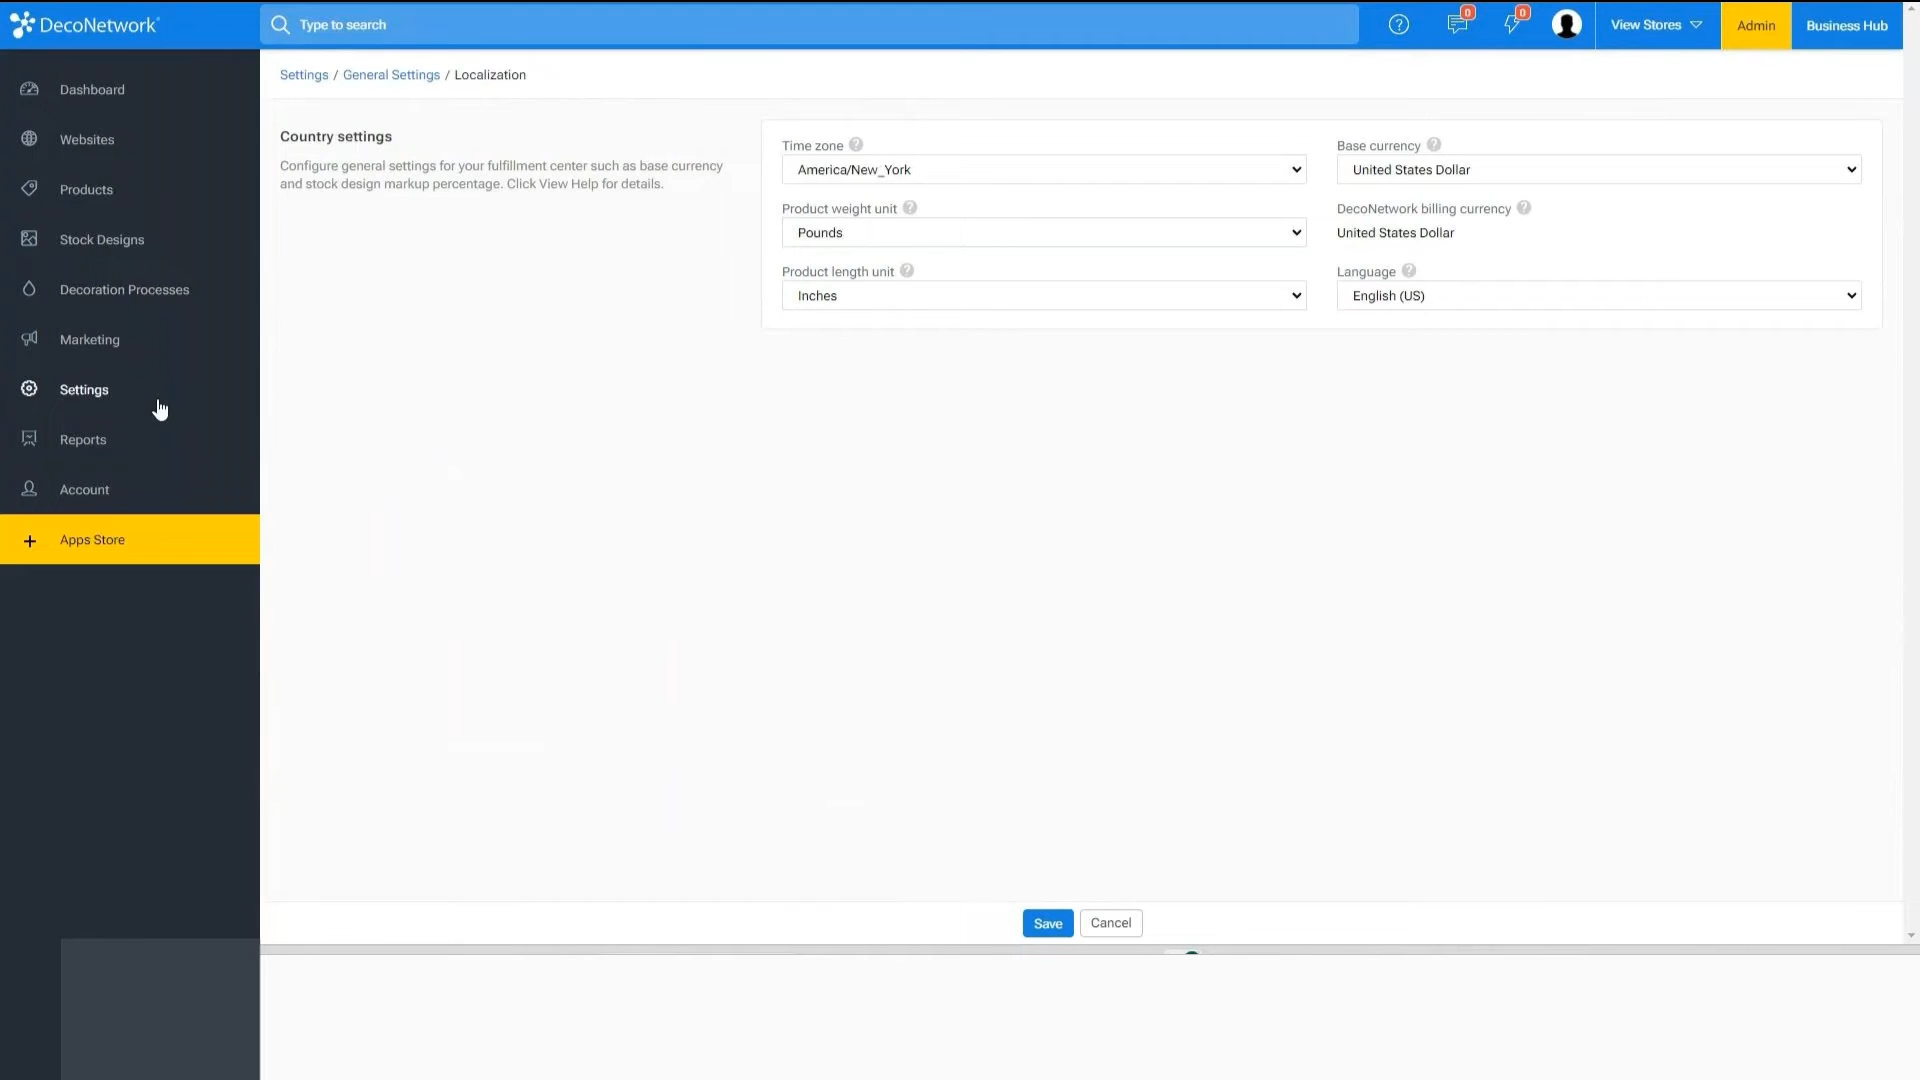 DecoNetwork®
Type to search
0
0
View Stores
Admin
Business Hub
Dashboard
Websites
Products
Stock Designs
Decoration Processes
Marketing
Settings
Reports
Account
+ Apps Store
Settings / General Settings / Localization
Country settings
Configure general settings for your fulfillment center such as base currency
and stock design markup percentage. Click View Help for details.
Time zone ?
America/New_York
Base currency ?
United States Dollar
Product weight unit ?
Pounds
DecoNetwork billing currency ?
United States Dollar
Product length unit ?
Inches
Language ?
English (US)
Save
Cancel